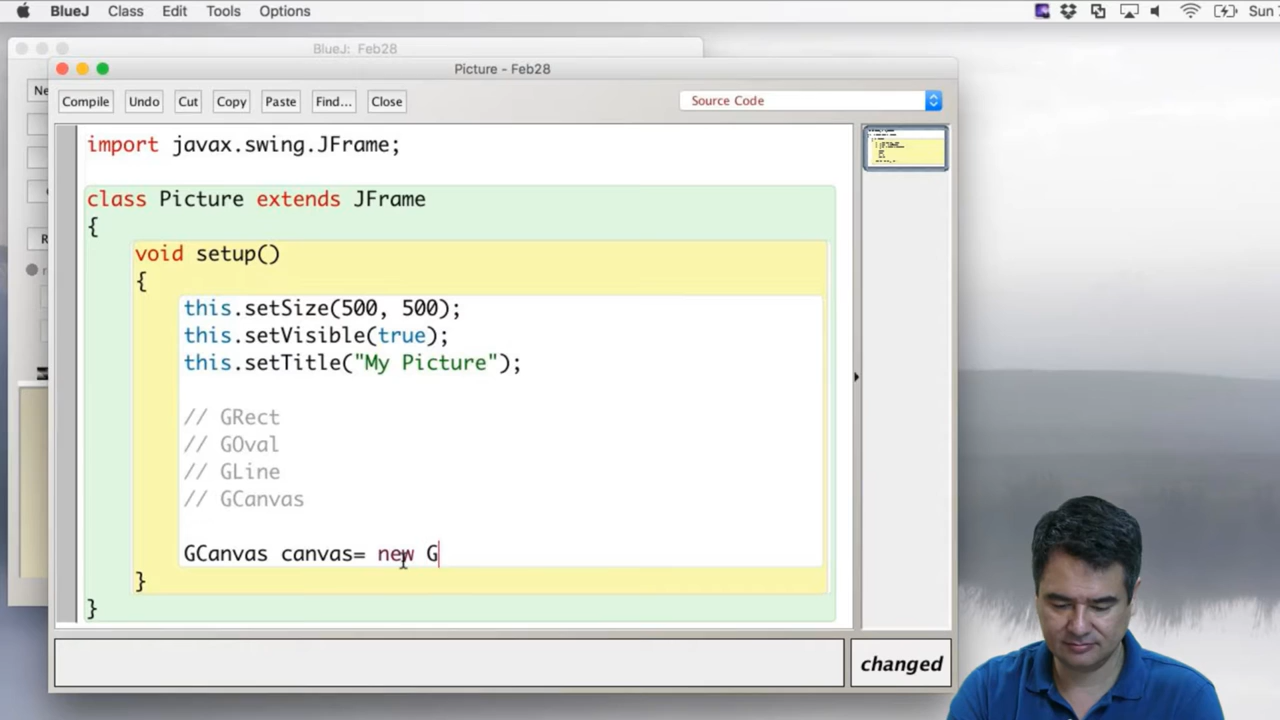 BlueJ Class Edit Tools Options Sun 7
BlueJ: Feb28
Picture - Feb28
Ne
Compile Undo Cut Copy Paste Find... Close Source Code
import javax.swing.JFrame;
class Picture extends JFrame
{
void setup()
{
this.setSize(500, 500);
this.setVisible(true);
this.setTitle("My Picture");
// GRect
// GOval
// GLine
// GCanvas
GCanvas canvas= new G
}
}
changed